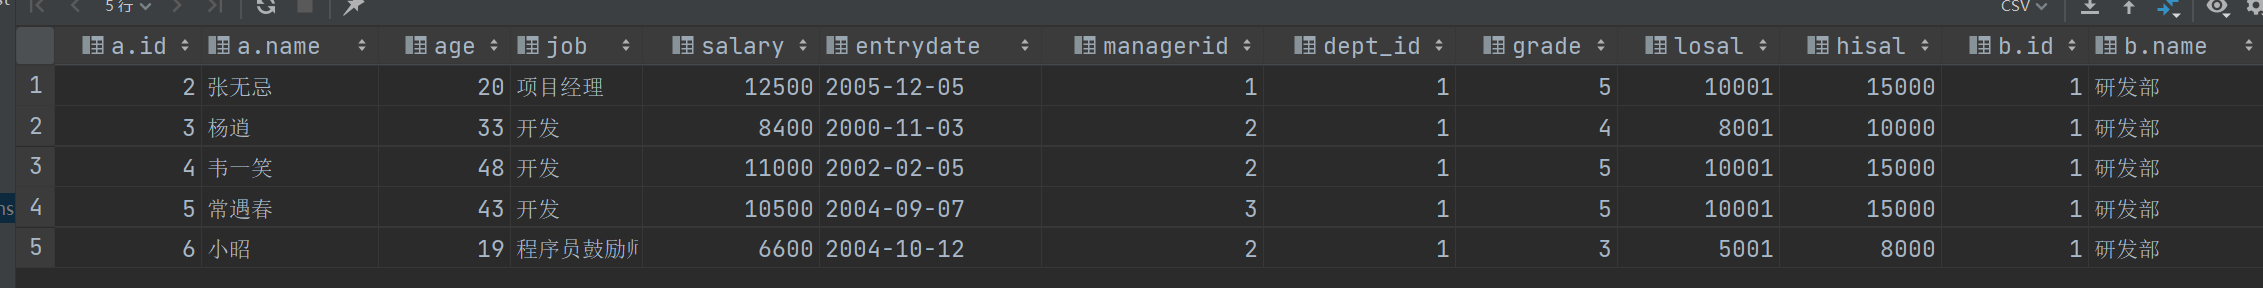 5 行 CSV
a.id a.name age job salary entrydate managerid dept_id grade losal hisal b.id b.name
1 2 张无忌 20 项目经理 12500 2005-12-05 1 1 5 10001 15000 1 研发部
2 3 杨逍 33 开发 8400 2000-11-03 2 1 4 8001 10000 1 研发部
3 4 韦一笑 48 开发 11000 2002-02-05 2 1 5 10001 15000 1 研发部
4 5 常遇春 43 开发 10500 2004-09-07 3 1 5 10001 15000 1 研发部
5 6 小昭 19 程序员鼓励师 6600 2004-10-12 2 1 3 5001 8000 1 研发部